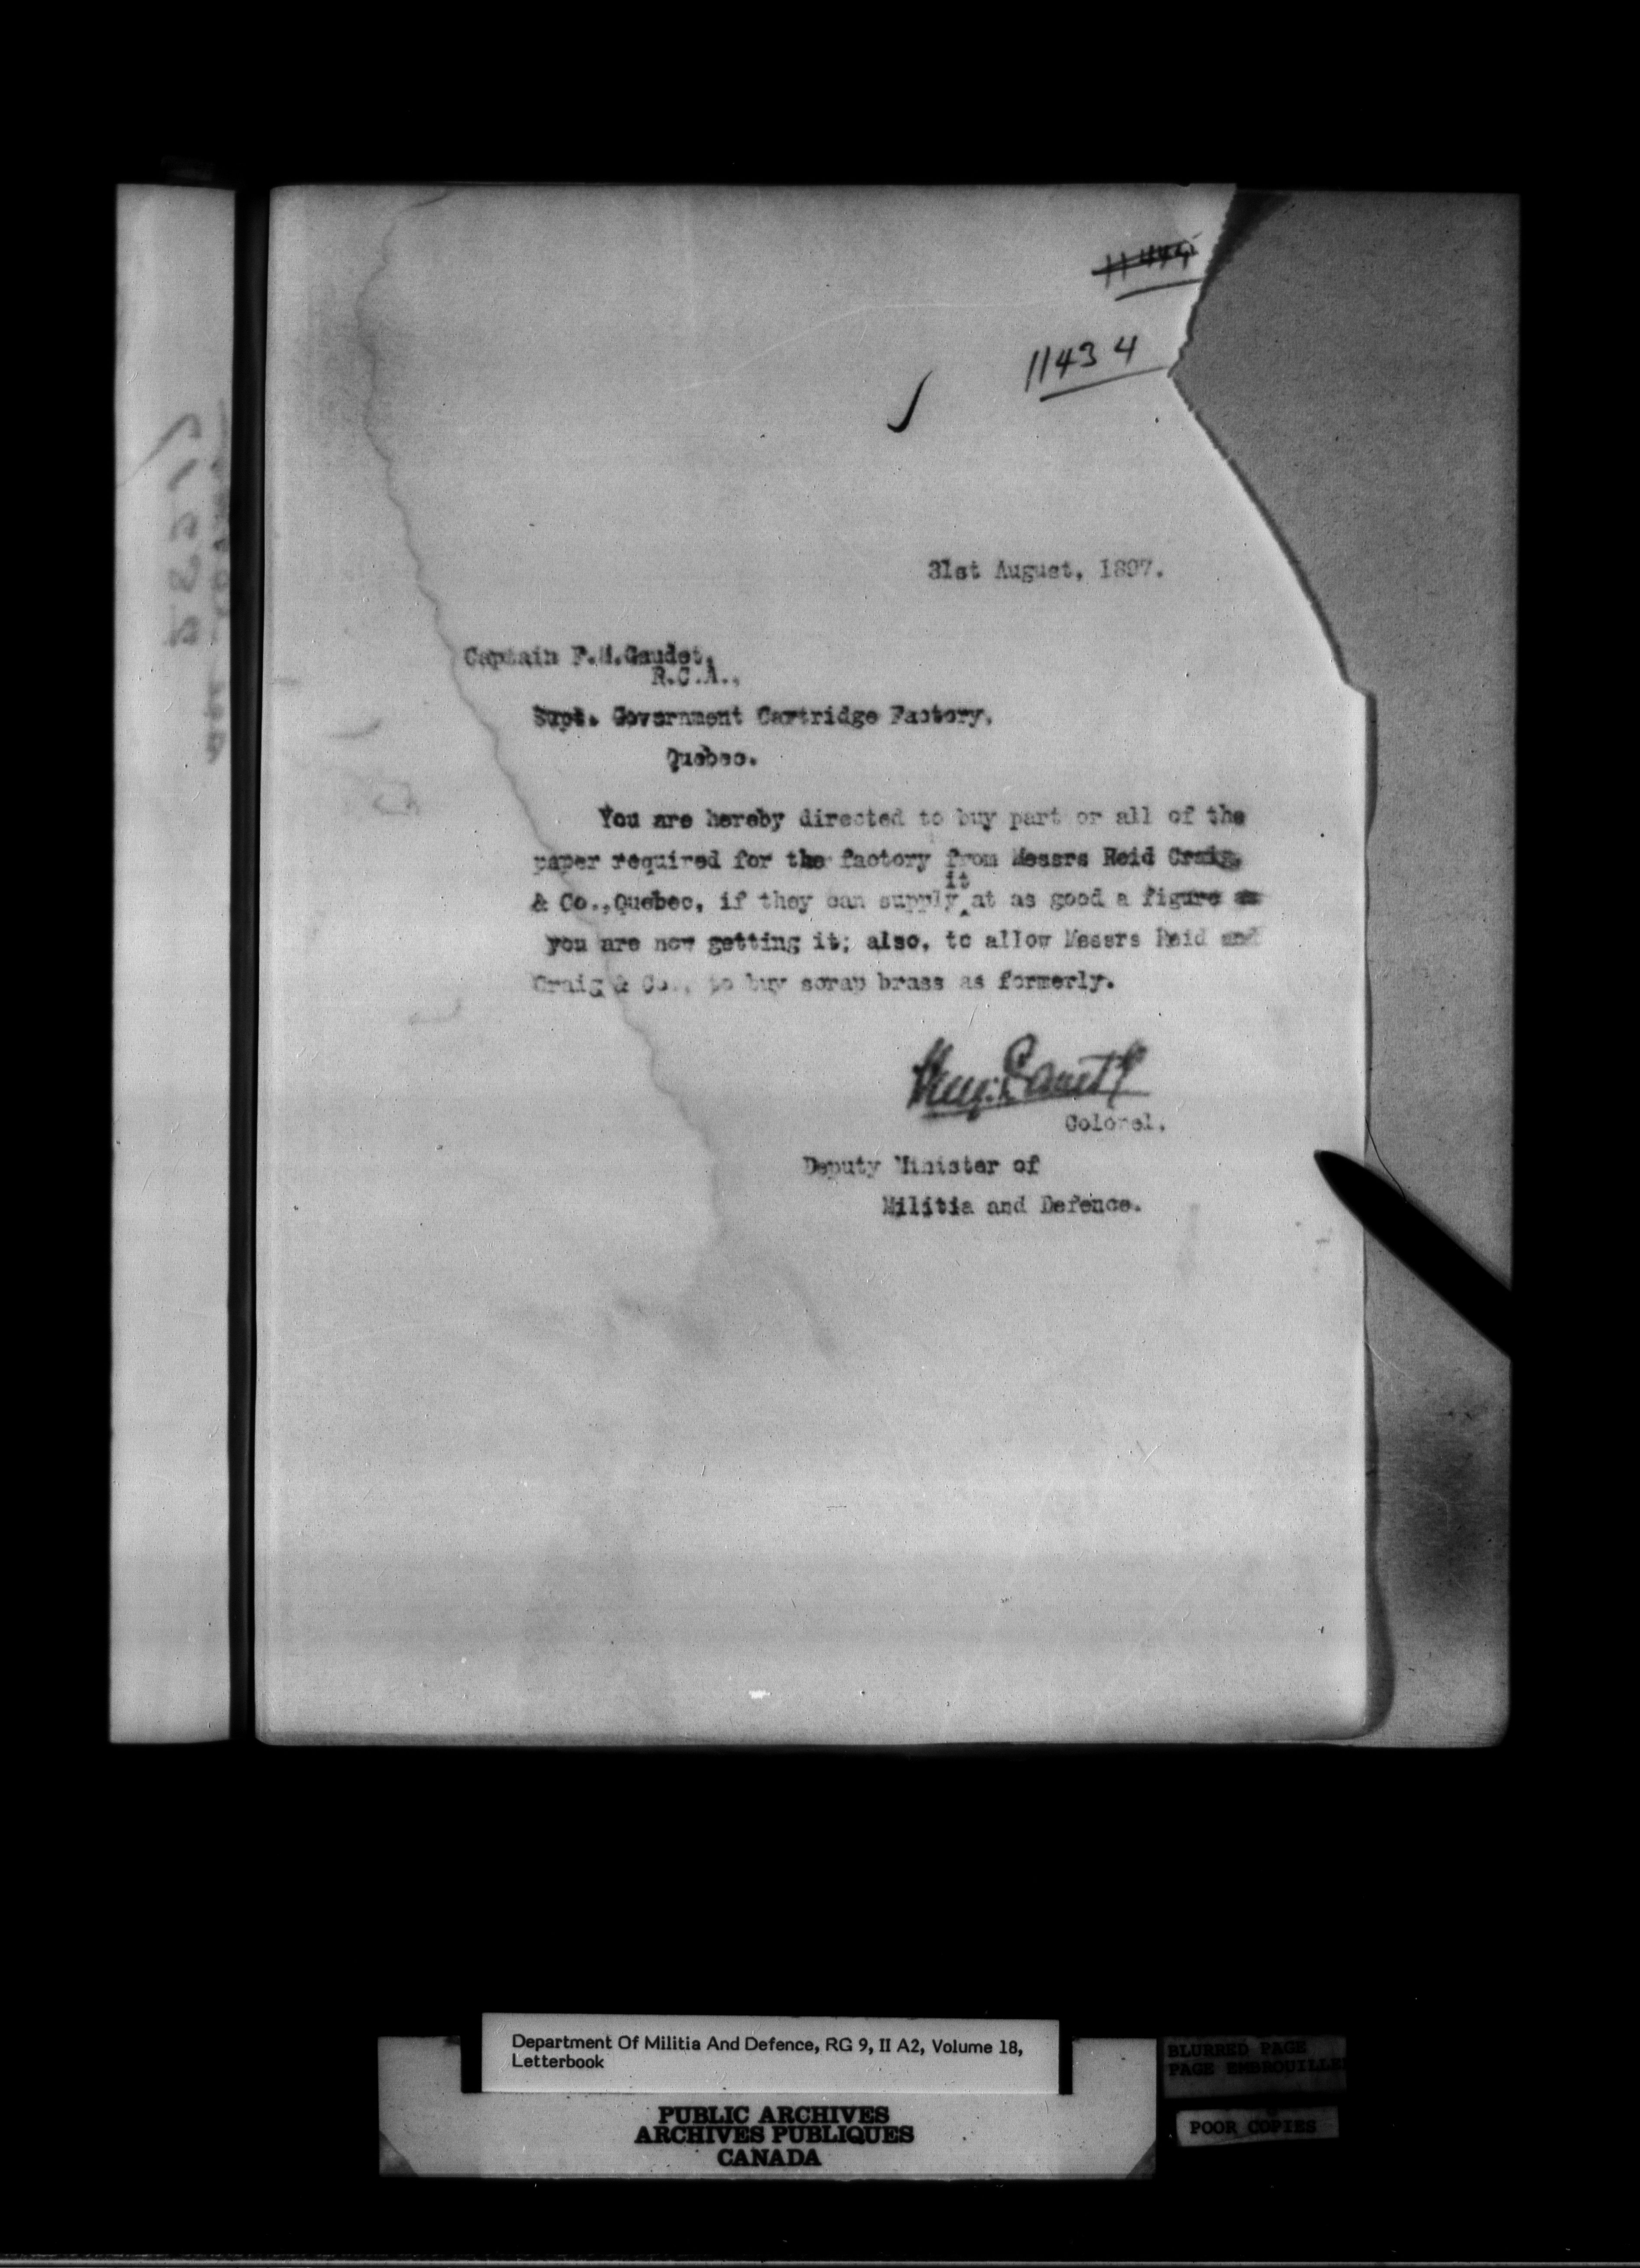 11434
31st August, 1897.
Captain F.M.Gaudet,
R.C.A.,
Supt. Government Cartridge Factory,
Quebec.
You are hereby directed to buy part or all of the
paper required for the factory from Messrs Reid Craig,
it
& Co.,Quebec, if they can supply at as good a figure as
you are now getting it; also, to allow Messrs Reid and
Craig & Co., to buy scrap brass as formerly.
Colonel.
Deputy Minister of
Militia and Defence.
Department Of Militia And Defence, RG 9, II A2, Volume 18,
Letterbook
PUBLIC ARCHIVES
ARCHIVES PUBLIQUES
CANADA
BLURRED PAGE
PAGE EMBROUILLE
POOR COPIES